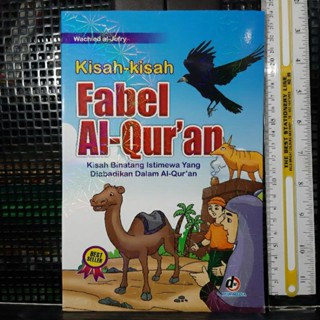 Wachied al-Jufry
Kisah-kisah
Fabel
Al-Qur'an
Kisah Binatang Istimewa Yang
Diabadikan Dalam Al-Qur'an
BEST
SELLER
THE BEST STATIONERY LINE